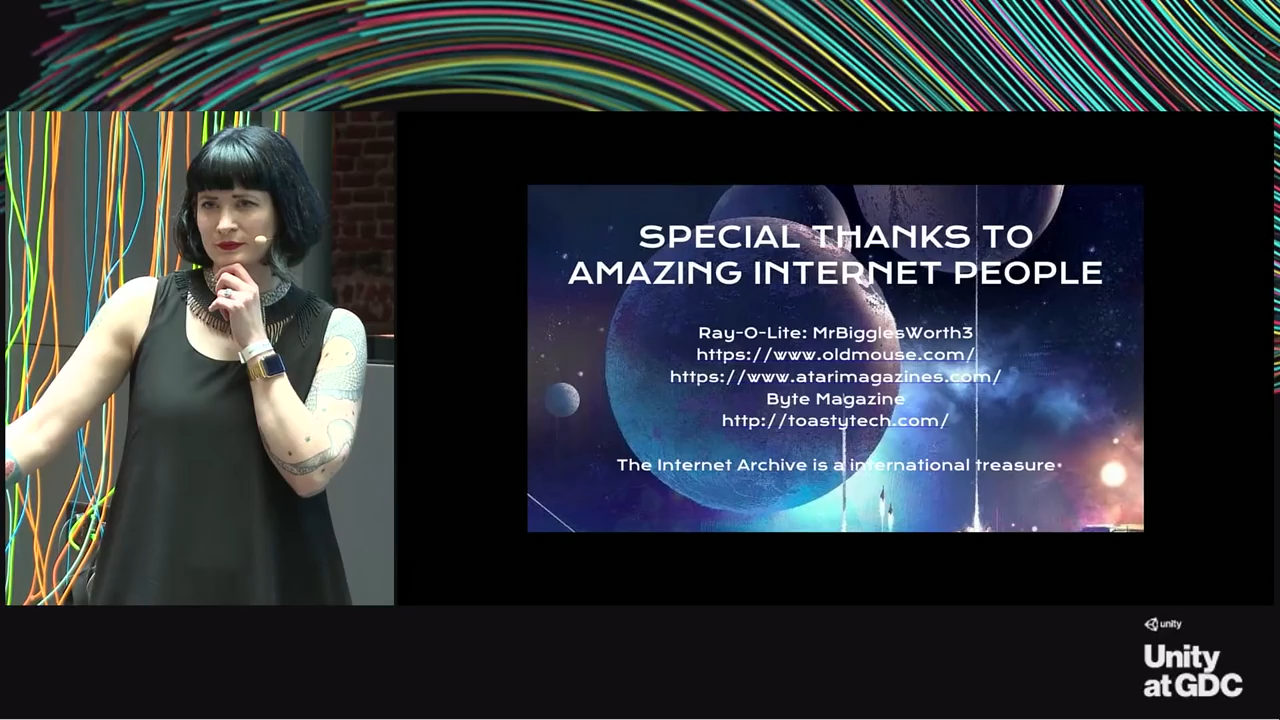 SPECIAL THANKS TO
AMAZING INTERNET PEOPLE
Ray-O-Lite: MrBigglesWorth3
https://www.oldmouse.com/
https://www.atarimagazines.com/
Byte Magazine
http://toastytech.com/
The Internet Archive is a international treasure
unity
Unity
at GDC